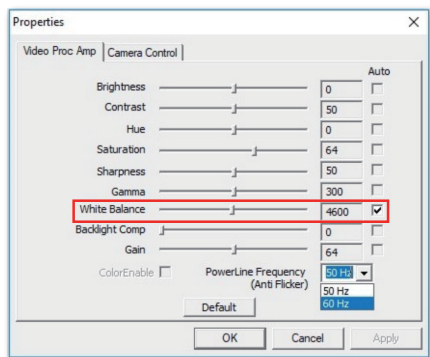 Properties
Video Proc Amp Camera Control
Auto
Brightness 0
Contrast 50
Hue 0
Saturation 64
Sharpness 50
Gamma 300
White Balance 4600
Backlight Comp 0
Gain 64
ColorEnable PowerLine Frequency 50 Hz
(Anti Flicker) 50 Hz
60 Hz
Default
OK Cancel Apply